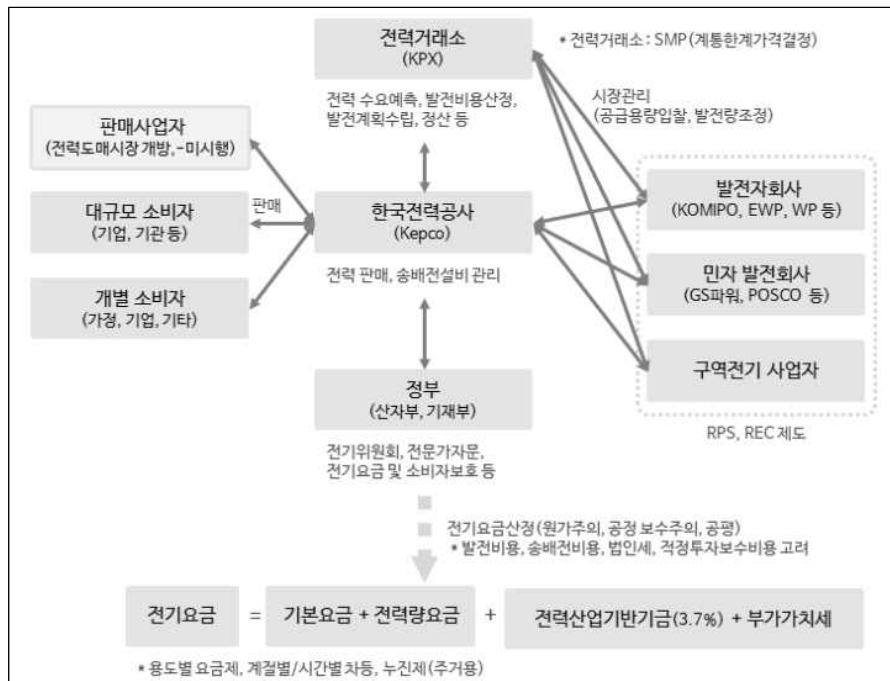 전력거래소
(KPX)
* 전력거래소 : SMP (계통한계가격결정)
전력 수요예측, 발전비용산정,
발전계획수립, 정산 등
시장관리
(공급용량입찰, 발전량조정)
판매사업자
(전력도매시장 개방, -미시행)
대규모 소비자
(기업, 기관 등)
판매
개별 소비자
(가정, 기업, 기타)
한국전력공사
(Kepco)
전력 판매, 송배전설비 관리
발전자회사
(KOMIPO, EWP, WP 등)
민자 발전회사
(GS파워, POSCO 등)
구역전기 사업자
RPS, REC 제도
정부
(산자부, 기재부)
전기위원회, 전문가자문,
전기요금 및 소비자보호 등
전기요금산정 (원가주의, 공정 보수주의, 공평)
* 발전비용, 송배전비용, 법인세, 적정투자보수비용 고려
전기요금 = 기본요금 + 전력량요금 + 전력산업기반기금(3.7%) + 부가가치세
* 용도별 요금제, 계절별/시간별 차등, 누진제 (주거용)